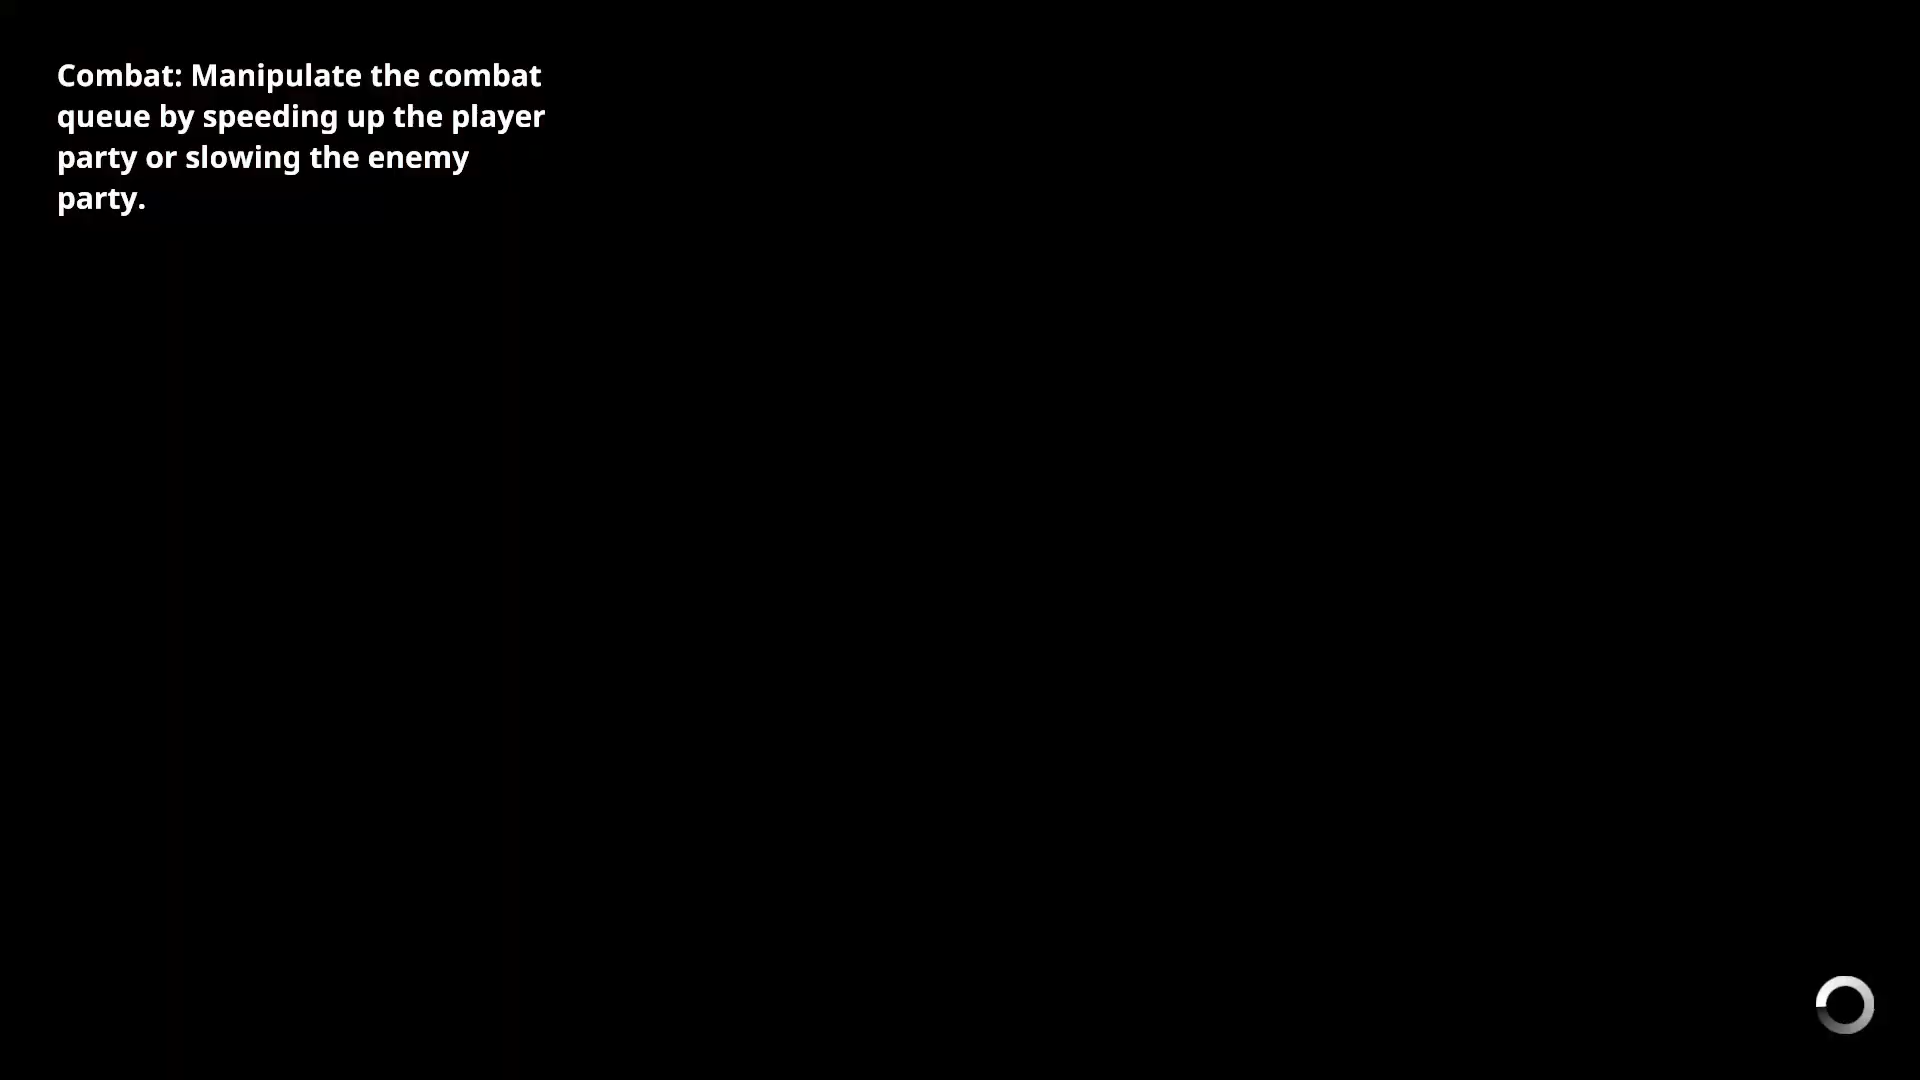 Combat: Manipulate the combat
queue by speeding up the player
party or slowing the enemy
party.